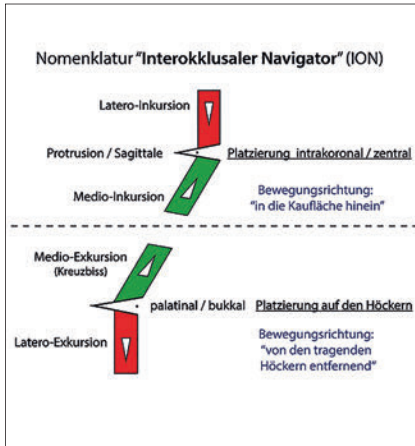 Nomenklatur "Interokklusaler Navigator" (ION)
Latero-Inkursion
Protrusion / Sagittale
Platzierung intrakoronal / zentral
Medio-Inkursion
Bewegungsrichtung:
"in die Kaufläche hinein"
Medio-Exkursion
(Kreuzbiss)
palatinal / bukkal
Platzierung auf den Höckern
Latero-Exkursion
Bewegungsrichtung:
"von den tragenden
Höckern entfernend"